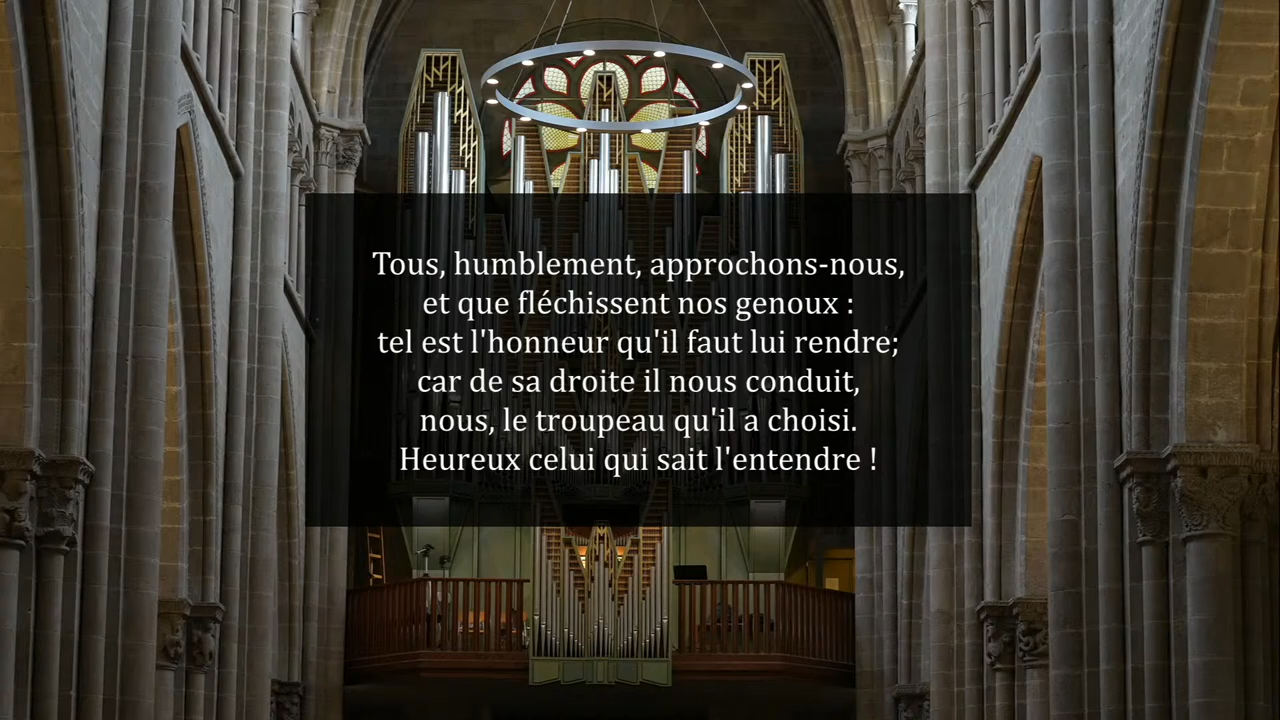 Tous, humblement, approchons-nous,
et que fléchissent nos genoux :
tel est l'honneur qu'il faut lui rendre;
car de sa droite il nous conduit,
nous, le troupeau qu'il a choisi.
Heureux celui qui sait l'entendre !